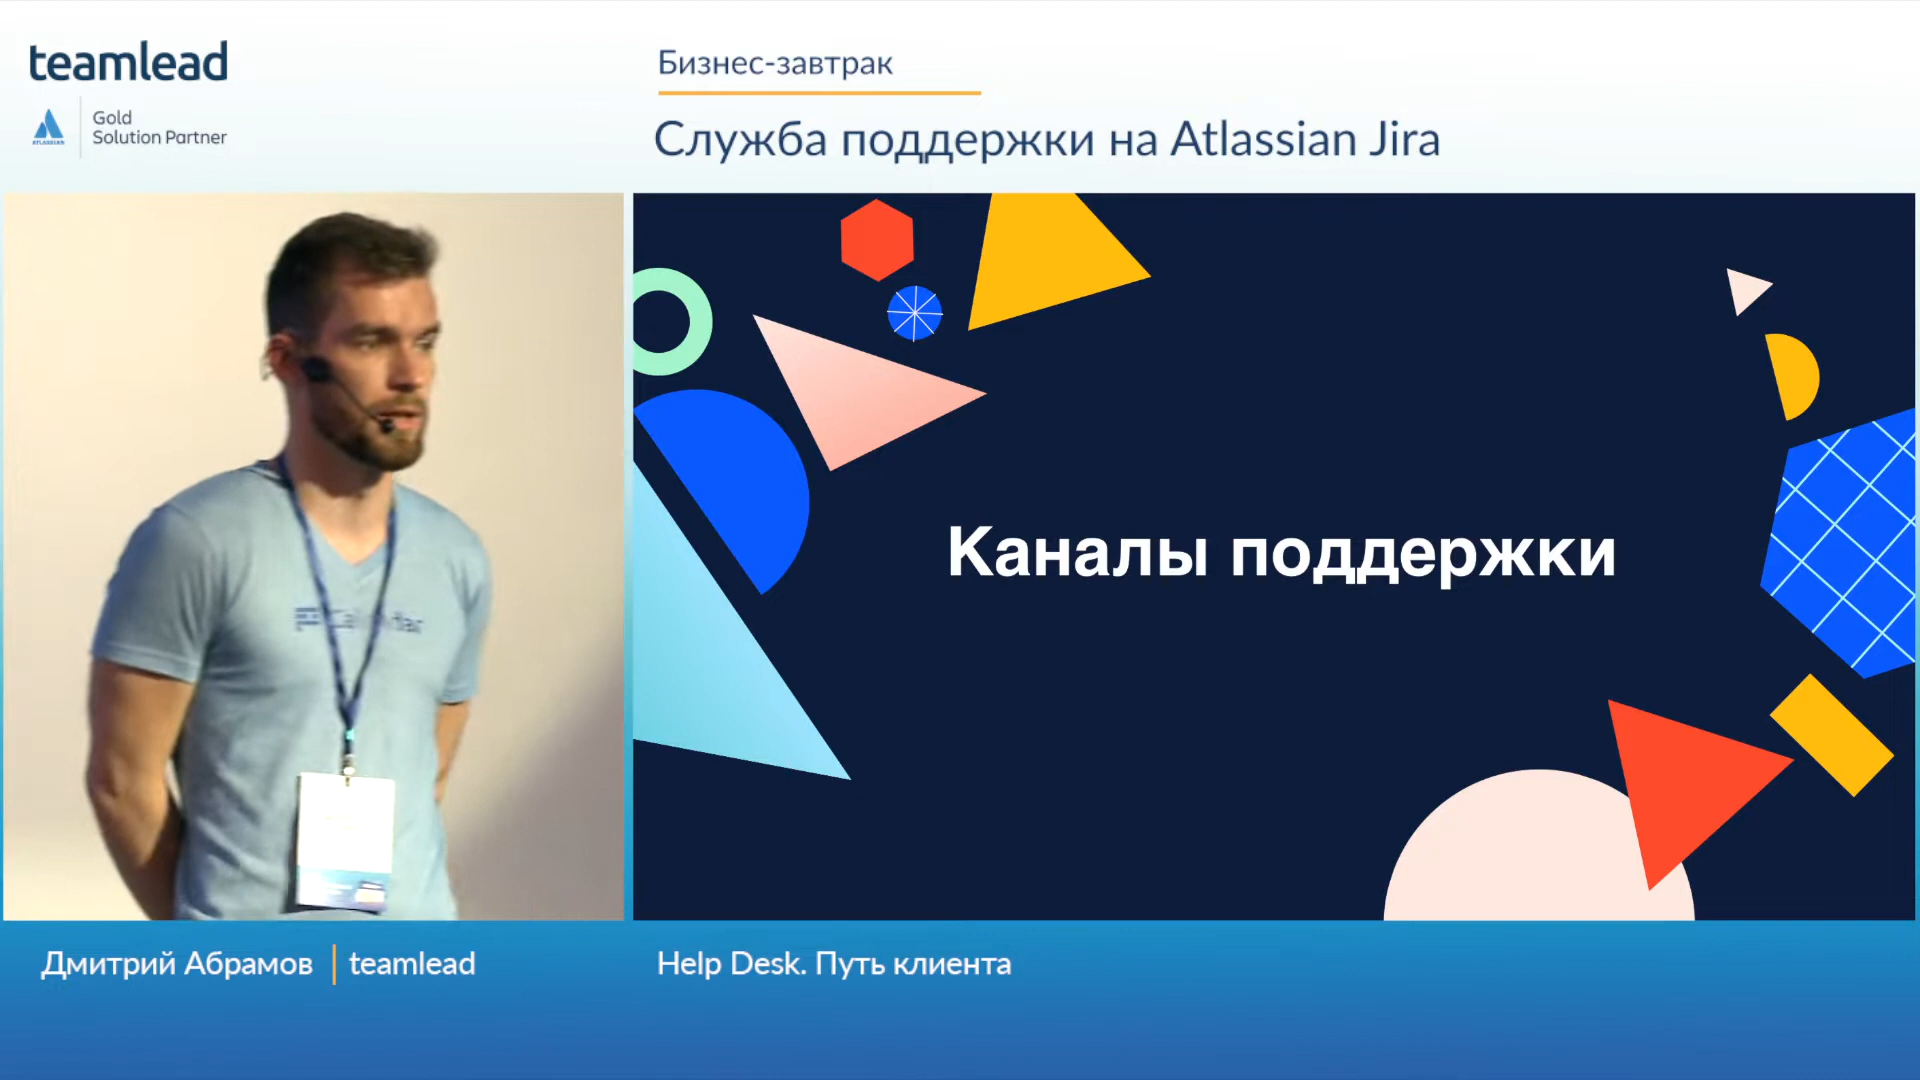 teamlead
ATLASSIAN
Gold
Solution Partner
Бизнес-завтрак
Служба поддержки на Atlassian Jira
Каналы поддержки
Дмитрий Абрамов | teamlead
Help Desk. Путь клиента